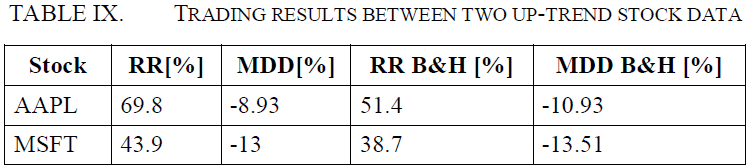 TABLE IX. TRADING RESULTS BETWEEN TWO UP-TREND STOCK DATA
Stock RR[%] MDD[%] RR B&H [%] MDD B&H [%]
AAPL 69.8 -8.93 51.4 -10.93
MSFT 43.9 -13 38.7 -13.51